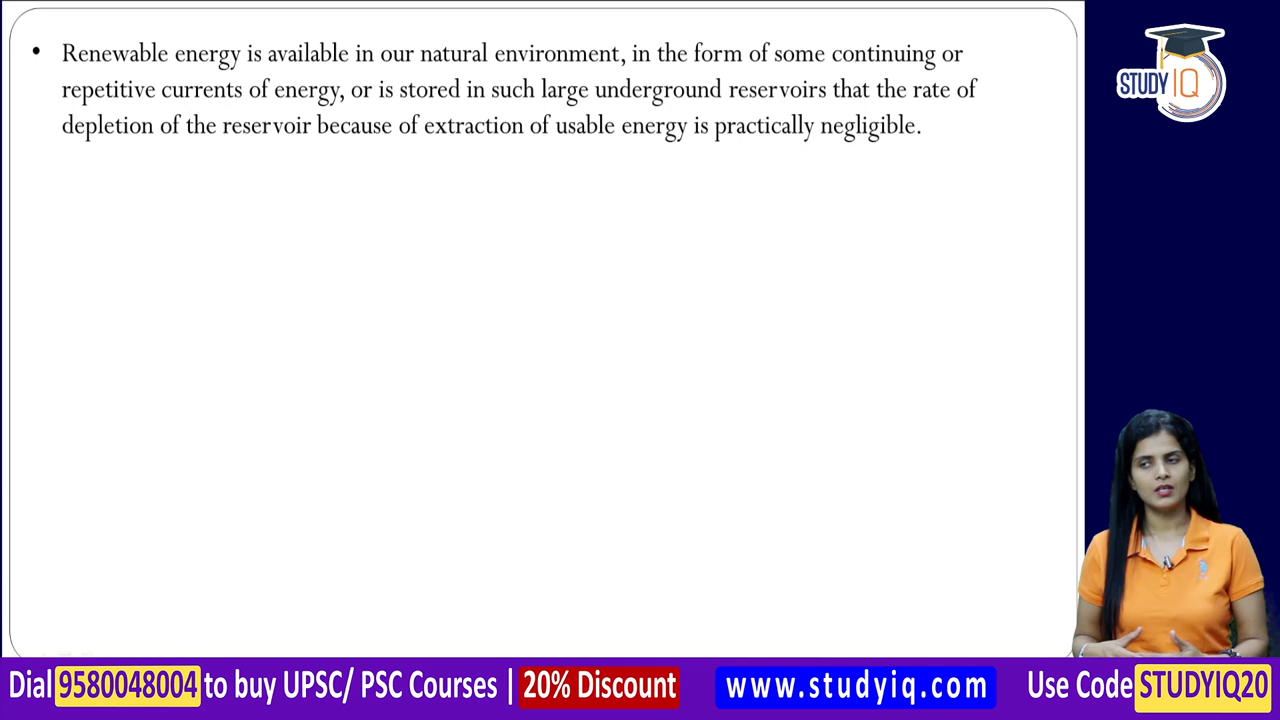 • Renewable energy is available in our natural environment, in the form of some continuing or
repetitive currents of energy, or is stored in such large underground reservoirs that the rate of
depletion of the reservoir because of extraction of usable energy is practically negligible.
STUDY IQ
Dial 9580048004 to buy UPSC/ PSC Courses | 20% Discount www.studyiq.com Use Code STUDYIQ20